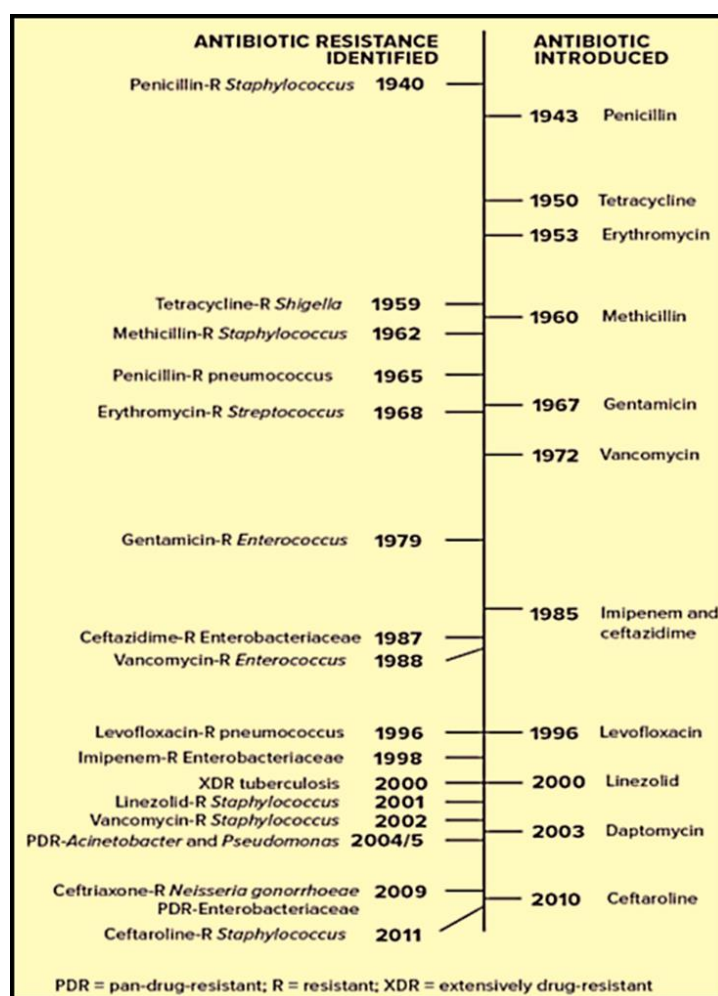 ANTIBIOTIC RESISTANCE
IDENTIFIED
ANTIBIOTIC
INTRODUCED
Penicillin-R Staphylococcus 1940
1943 Penicillin
1950 Tetracycline
1953 Erythromycin
Tetracycline-R Shigella 1959
1960 Methicillin
Methicillin-R Staphylococcus 1962
Penicillin-R pneumococcus 1965
1967 Gentamicin
Erythromycin-R Streptococcus 1968
1972 Vancomycin
Gentamicin-R Enterococcus 1979
1985 Imipenem and
ceftazidime
Ceftazidime-R Enterobacteriaceae 1987
Vancomycin-R Enterococcus 1988
Levofloxacin-R pneumococcus 1996
1996 Levofloxacin
Imipenem-R Enterobacteriaceae 1998
XDR tuberculosis 2000
2000 Linezolid
Linezolid-R Staphylococcus 2001
Vancomycin-R Staphylococcus 2002
2003 Daptomycin
PDR-Acinetobacter and Pseudomonas 2004/5
Ceftriaxone-R Neisseria gonorrhoeae 2009
PDR-Enterobacteriaceae
2010 Ceftaroline
Ceftaroline-R Staphylococcus 2011
PDR = pan-drug-resistant; R = resistant; XDR = extensively drug-resistant